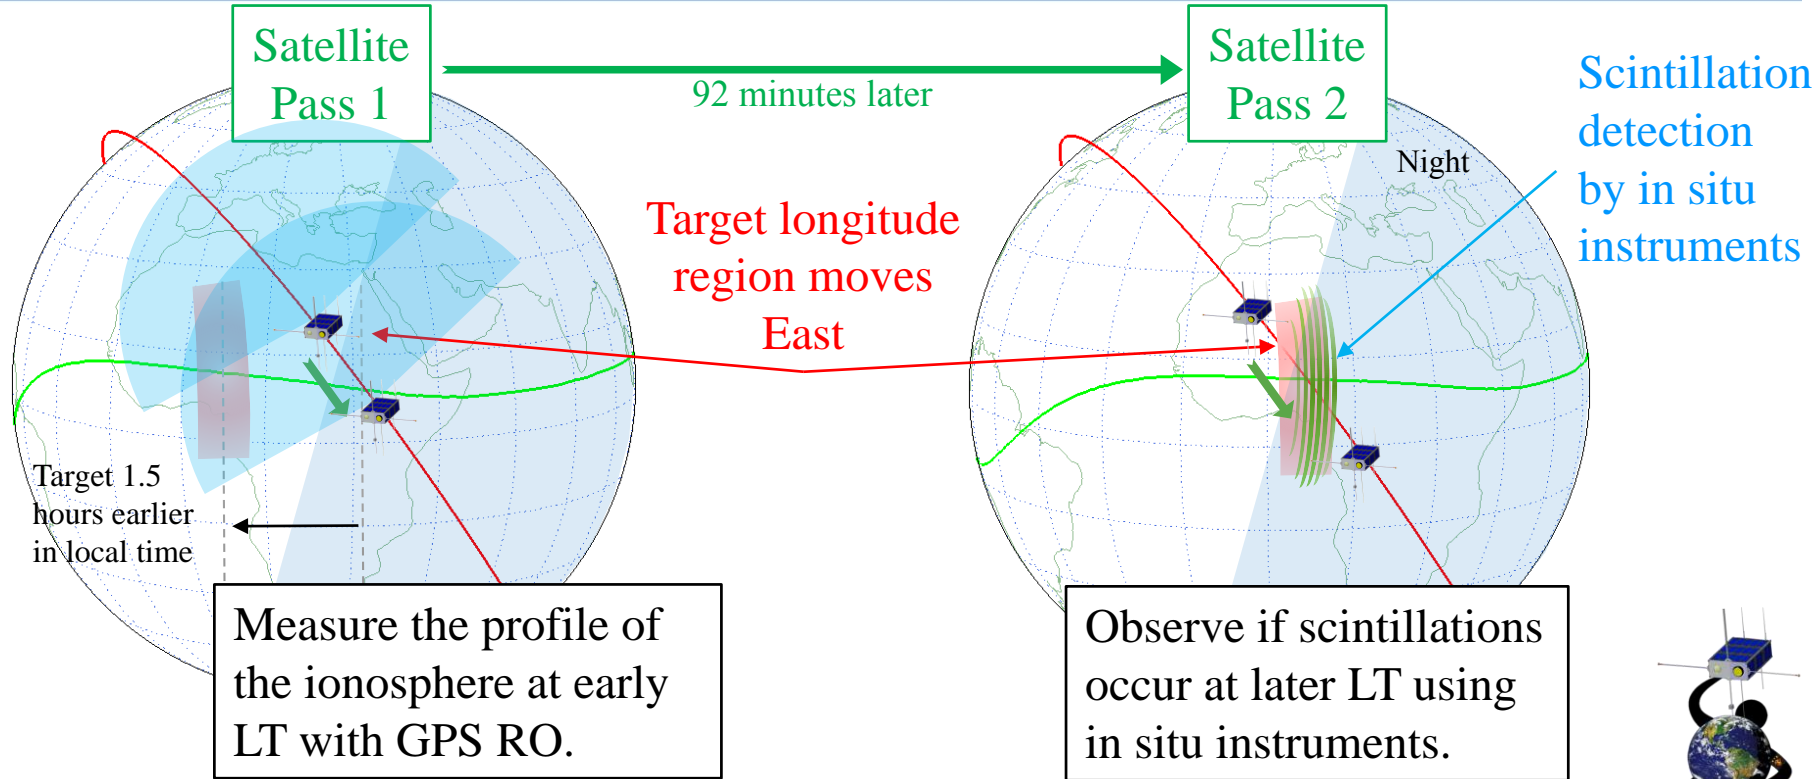 Satellite
Pass 1
92 minutes later
Satellite
Pass 2
Scintillation
detection
by in situ
instruments
Night
Target longitude
region moves
East
Target 1.5
hours earlier
in local time
Measure the profile of
the ionosphere at early
LT with GPS RO.
Observe if scintillations
occur at later LT using
in situ instruments.